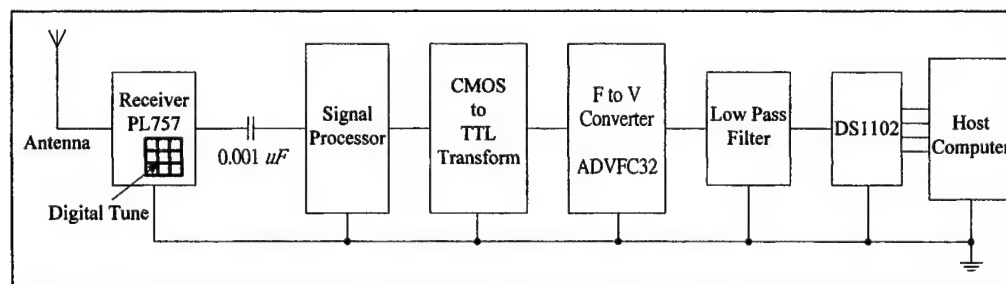 Antenna
Receiver
PL757
Digital Tune
0.001 uF
Signal
Processor
CMOS
to
TTL
Transform
F to V
Converter
ADVFC32
Low Pass
Filter
DS1102
Host
Computer